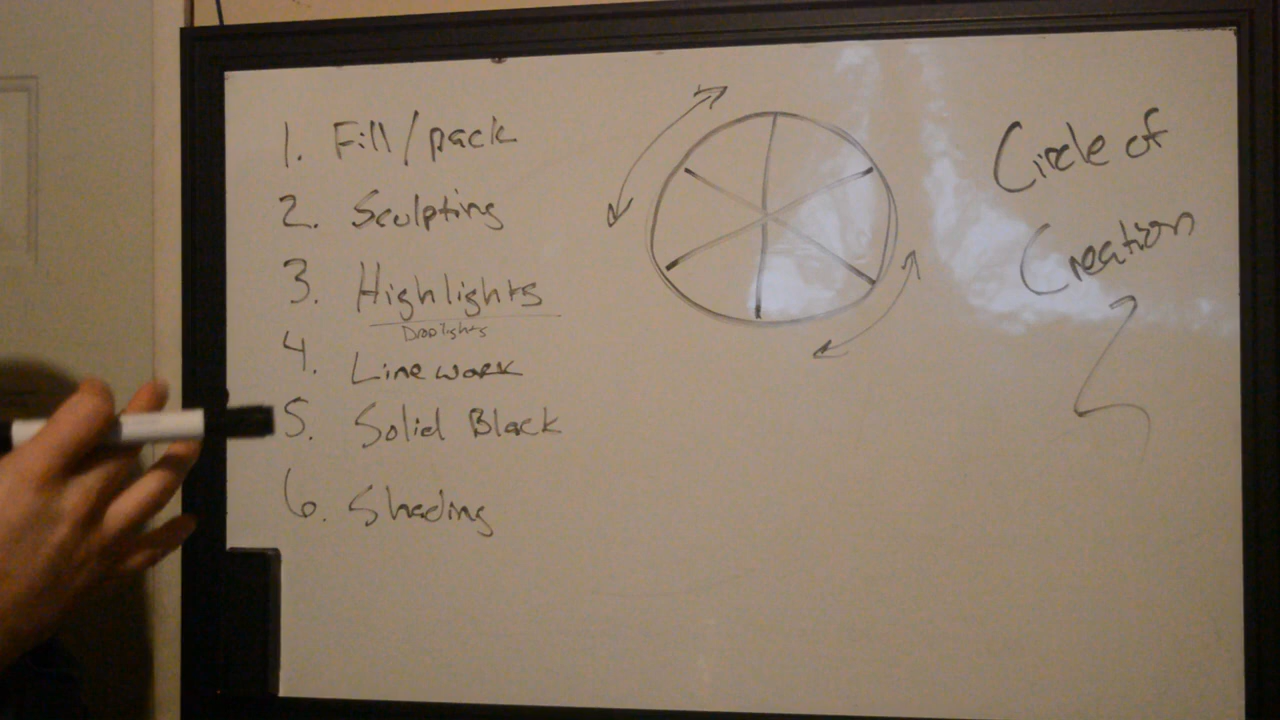 1. Fill/pack
2. Sculpting
3. Highlights
Droplights
4. Line work
5. Solid Black
6. Shading
Circle of
Creation